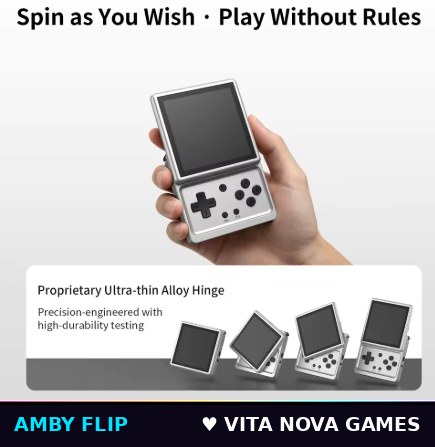 Spin as You Wish · Play Without Rules
Proprietary Ultra-thin Alloy Hinge
Precision-engineered with
high-durability testing
AMBY FLIP
♥ VITA NOVA GAMES